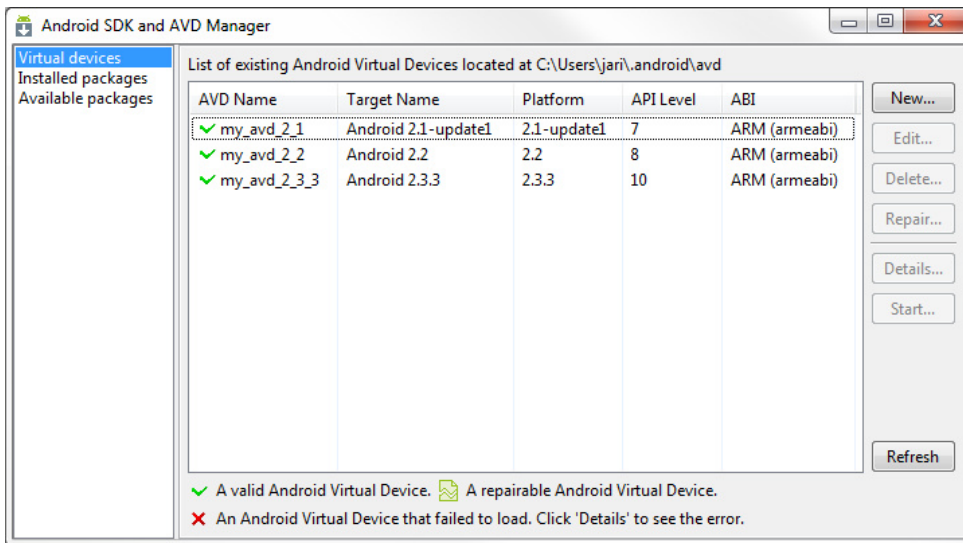 Android SDK and AVD Manager
Virtual devices
Installed packages
Available packages
List of existing Android Virtual Devices located at C:\Users\jari\.android\avd
AVD Name Target Name Platform API Level ABI
my_avd_2_1 Android 2.1-update1 2.1-update1 7 ARM (armeabi)
my_avd_2_2 Android 2.2 2.2 8 ARM (armeabi)
my_avd_2_3_3 Android 2.3.3 2.3.3 10 ARM (armeabi)
New...
Edit...
Delete...
Repair...
Details...
Start...
Refresh
A valid Android Virtual Device. A repairable Android Virtual Device.
An Android Virtual Device that failed to load. Click 'Details' to see the error.